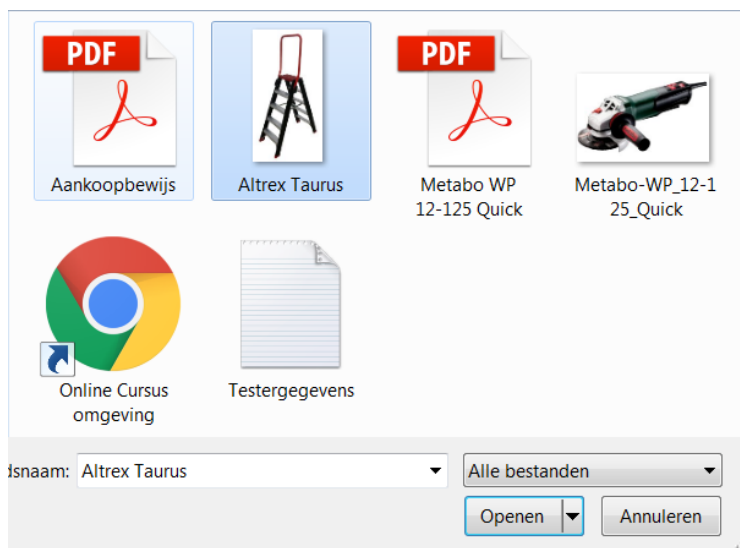 PDF
PDF
Aankoopbewijs
Altrex Taurus
Metabo WP
12-125 Quick
Metabo-WP_12-1
25_Quick
Online Cursus
omgeving
Testergegevens
dsnaam: Altrex Taurus
Alle bestanden
Openen
Annuleren